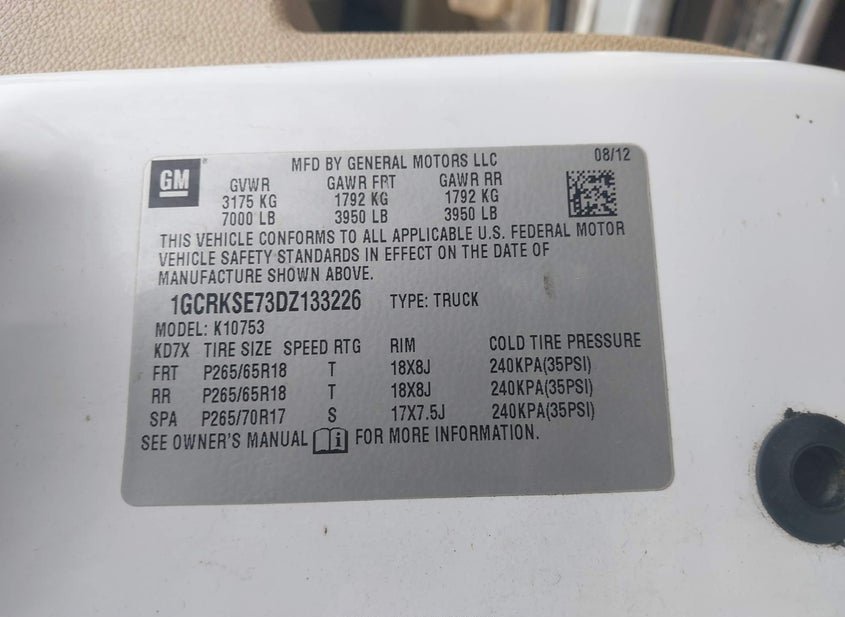 GM
MFD BY GENERAL MOTORS LLC 08/12
GVWR GAWR FRT GAWR RR
3175 KG 1792 KG 1792 KG
7000 LB 3950 LB 3950 LB
THIS VEHICLE CONFORMS TO ALL APPLICABLE U.S. FEDERAL MOTOR
VEHICLE SAFETY STANDARDS IN EFFECT ON THE DATE OF
MANUFACTURE SHOWN ABOVE.
1GCRKSE73DZ133226 TYPE: TRUCK
MODEL: K10753
KD7X TIRE SIZE SPEED RTG RIM COLD TIRE PRESSURE
FRT P265/65R18 T 18X8J 240KPA(35PSI)
RR P265/65R18 T 18X8J 240KPA(35PSI)
SPA P265/70R17 S 17X7.5J 240KPA(35PSI)
SEE OWNER'S MANUAL i FOR MORE INFORMATION.